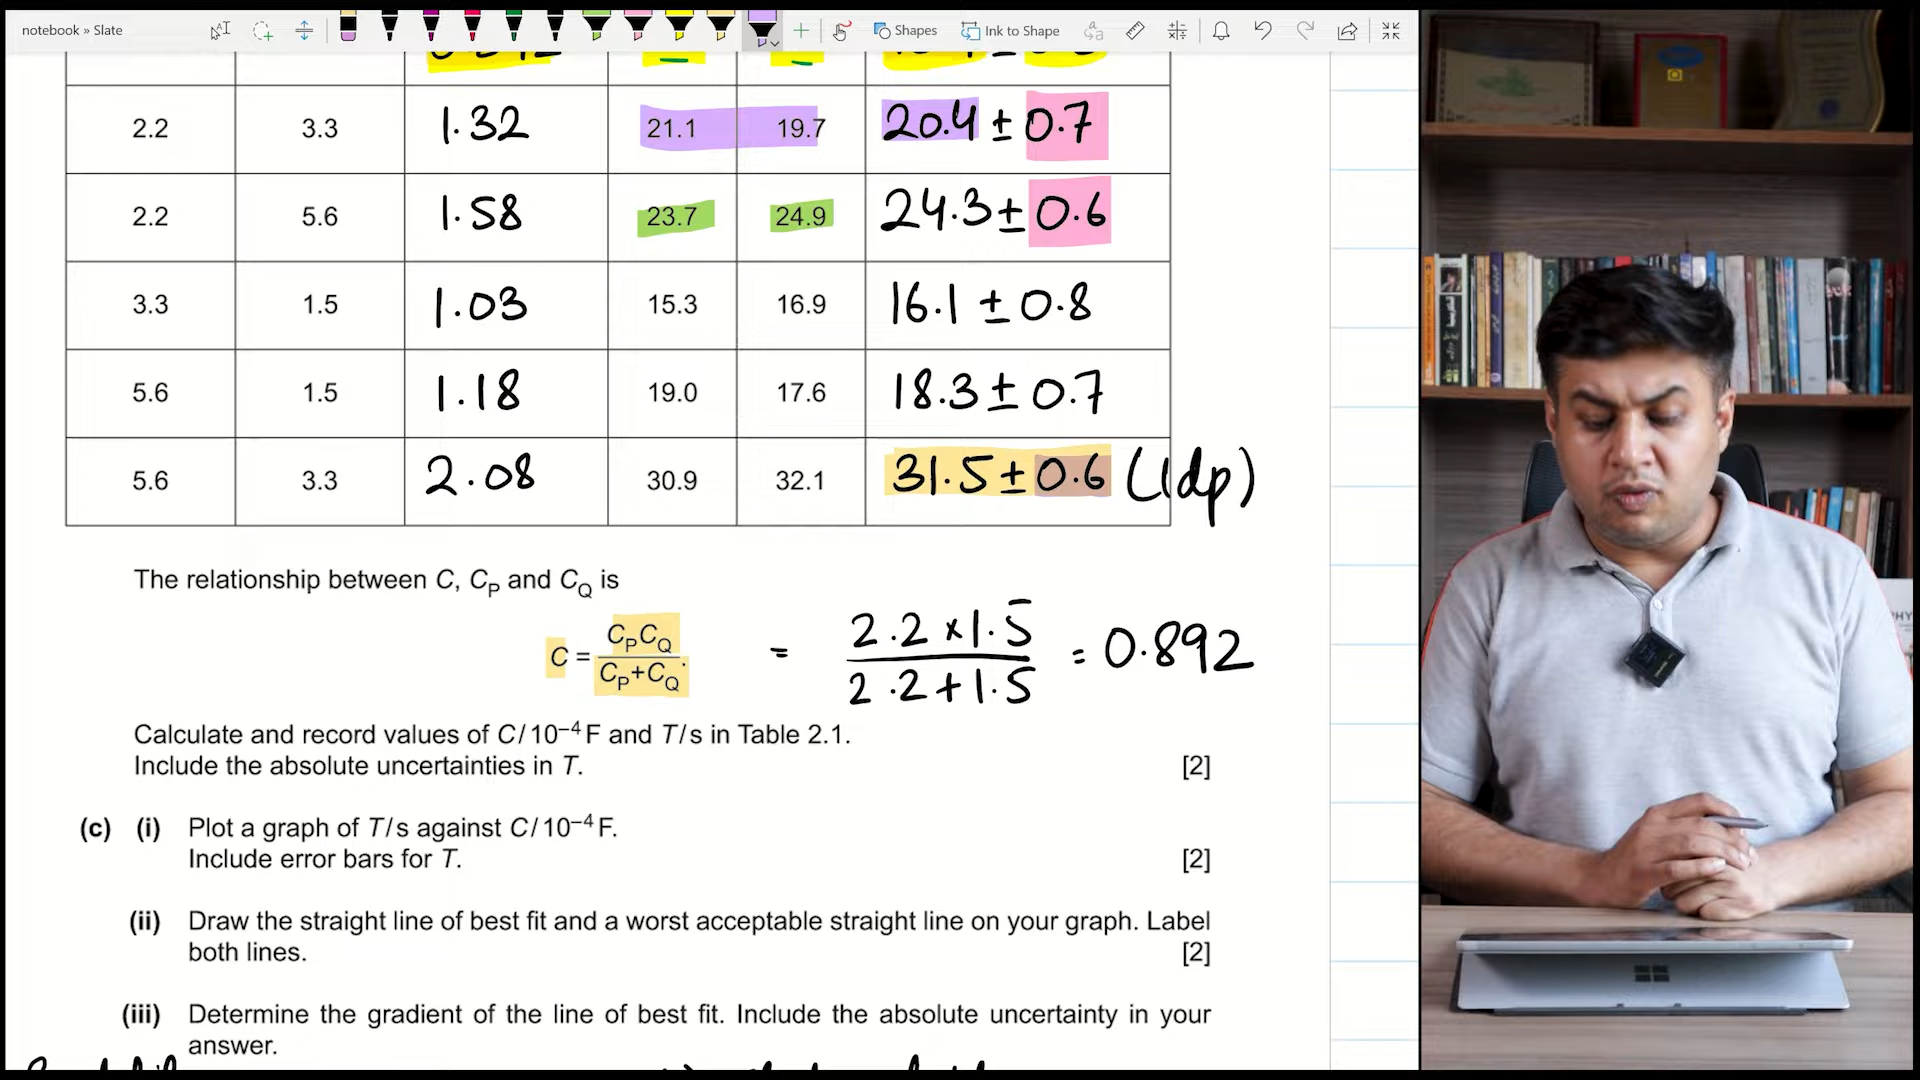 notebook » Slate
Shapes
Ink to Shape
2.2 3.3 1.32 21.1 19.7 20.4 ± 0.7
2.2 5.6 1.58 23.7 24.9 24.3 ± 0.6
3.3 1.5 1.03 15.3 16.9 16.1 ± 0.8
5.6 1.5 1.18 19.0 17.6 18.3 ± 0.7
5.6 3.3 2.08 30.9 32.1 31.5 ± 0.6 (1dp)
The relationship between C, CP and CQ is
C = CPCQ / CP+CQ . = 2.2 × 1.5 / 2.2 + 1.5 = 0.892
Calculate and record values of C/10⁻⁴ F and T/s in Table 2.1.
Include the absolute uncertainties in T. [2]
(c) (i) Plot a graph of T/s against C/10⁻⁴ F.
Include error bars for T. [2]
(ii) Draw the straight line of best fit and a worst acceptable straight line on your graph. Label
both lines. [2]
(iii) Determine the gradient of the line of best fit. Include the absolute uncertainty in your
answer.